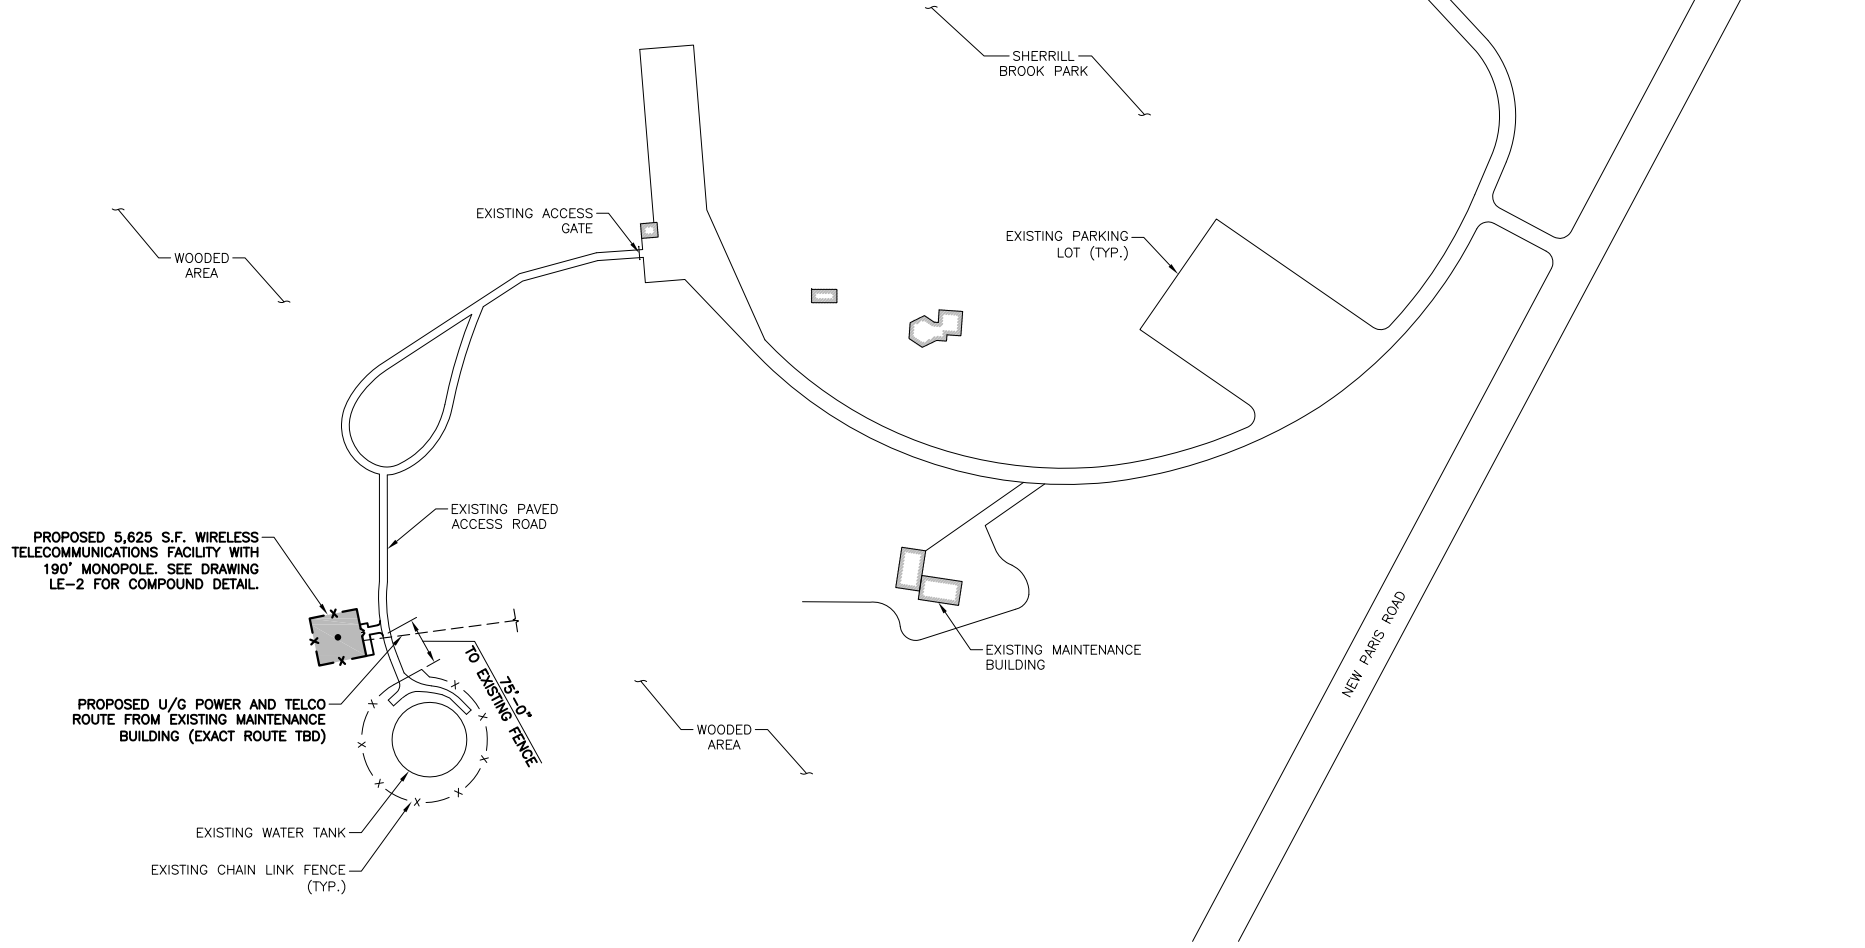 SHERRILL
BROOK PARK
EXISTING ACCESS
GATE
EXISTING PARKING
LOT (TYP.)
WOODED
AREA
EXISTING PAVED
ACCESS ROAD
PROPOSED 5,625 S.F. WIRELESS
TELECOMMUNICATIONS FACILITY WITH
190' MONOPOLE. SEE DRAWING
LE-2 FOR COMPOUND DETAIL.
EXISTING MAINTENANCE
BUILDING
NEW PARIS ROAD
75'-0"
TO EXISTING FENCE
PROPOSED U/G POWER AND TELCO
ROUTE FROM EXISTING MAINTENANCE
BUILDING (EXACT ROUTE TBD)
WOODED
AREA
EXISTING WATER TANK
EXISTING CHAIN LINK FENCE
(TYP.)